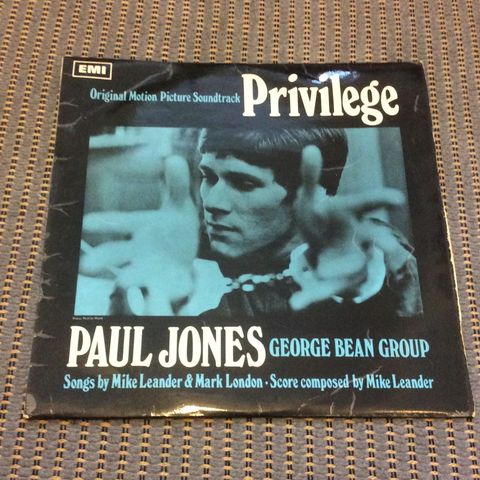 EMI
Original Motion Picture Soundtrack Privilege
PAUL JONES GEORGE BEAN GROUP
Songs by Mike Leander & Mark London · Score composed by Mike Leander